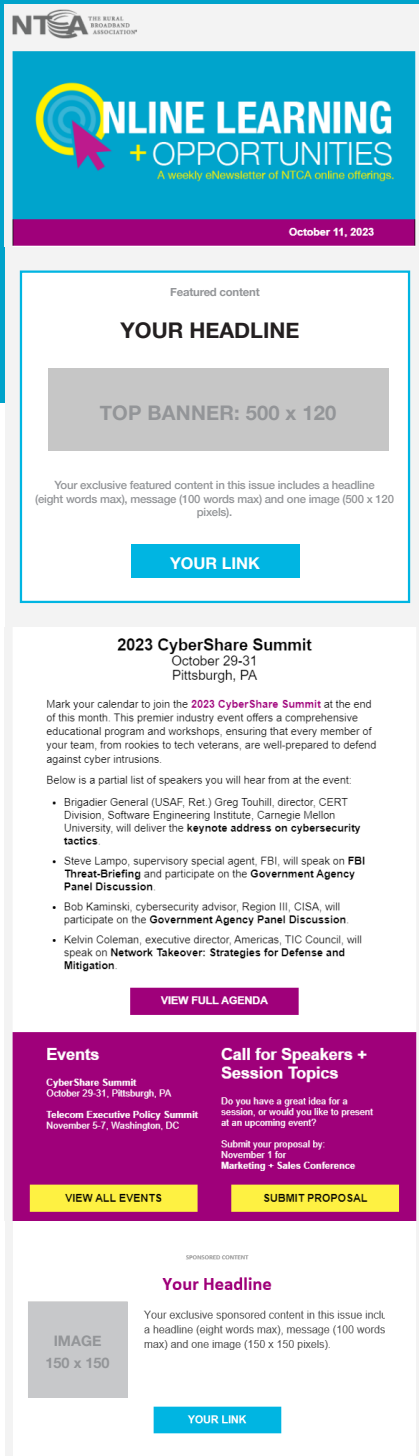 NTCA THE RURAL
BROADBAND
ASSOCIATION®
ONLINE LEARNING
+ OPPORTUNITIES
A weekly eNewsletter of NTCA online offerings.
October 11, 2023
Featured content
YOUR HEADLINE
TOP BANNER: 500 x 120
Your exclusive featured content in this issue includes a headline
(eight words max), message (100 words max) and one image (500 x 120
pixels).
YOUR LINK
2023 CyberShare Summit
October 29-31
Pittsburgh, PA
Mark your calendar to join the 2023 CyberShare Summit at the end
of this month. This premier industry event offers a comprehensive
educational program and workshops, ensuring that every member of
your team, from rookies to tech veterans, are well-prepared to defend
against cyber intrusions.
Below is a partial list of speakers you will hear from at the event:
• Brigadier General (USAF, Ret.) Greg Touhill, director, CERT
Division, Software Engineering Institute, Carnegie Mellon
University, will deliver the keynote address on cybersecurity
tactics.
• Steve Lampo, supervisory special agent, FBI, will speak on FBI
Threat-Briefing and participate on the Government Agency
Panel Discussion.
• Bob Kaminski, cybersecurity advisor, Region III, CISA, will
participate on the Government Agency Panel Discussion.
• Kelvin Coleman, executive director, Americas, TIC Council, will
speak on Network Takeover: Strategies for Defense and
Mitigation.
VIEW FULL AGENDA
Events
CyberShare Summit
October 29-31, Pittsburgh, PA
Telecom Executive Policy Summit
November 5-7, Washington, DC
VIEW ALL EVENTS
Call for Speakers +
Session Topics
Do you have a great idea for a
session, or would you like to present
at an upcoming event?
Submit your proposal by:
November 1 for
Marketing + Sales Conference
SUBMIT PROPOSAL
SPONSORED CONTENT
Your Headline
IMAGE
150 x 150
Your exclusive sponsored content in this issue inclu
a headline (eight words max), message (100 words
max) and one image (150 x 150 pixels).
YOUR LINK